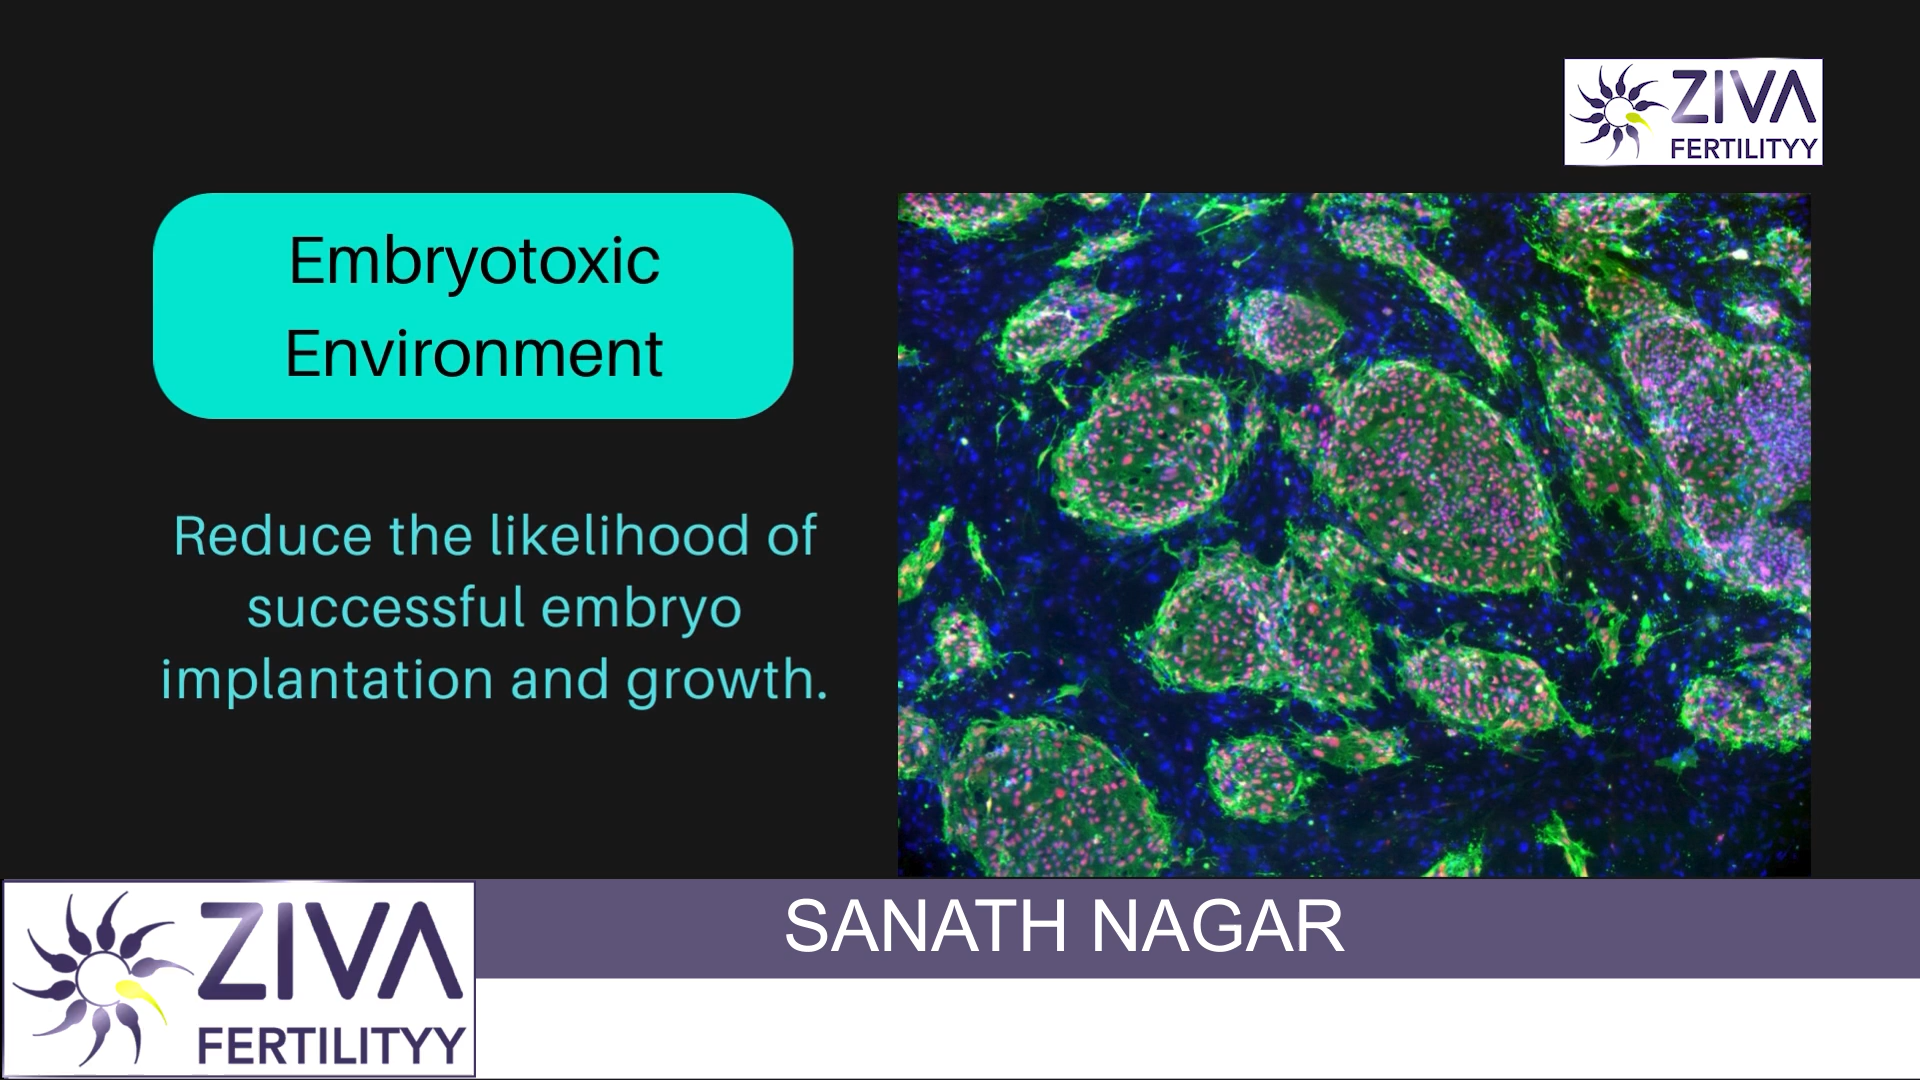 ZIVA
FERTILITYY
Embryotoxic
Environment
Reduce the likelihood of
successful embryo
implantation and growth.
ZIVA
FERTILITYY
SANATH NAGAR